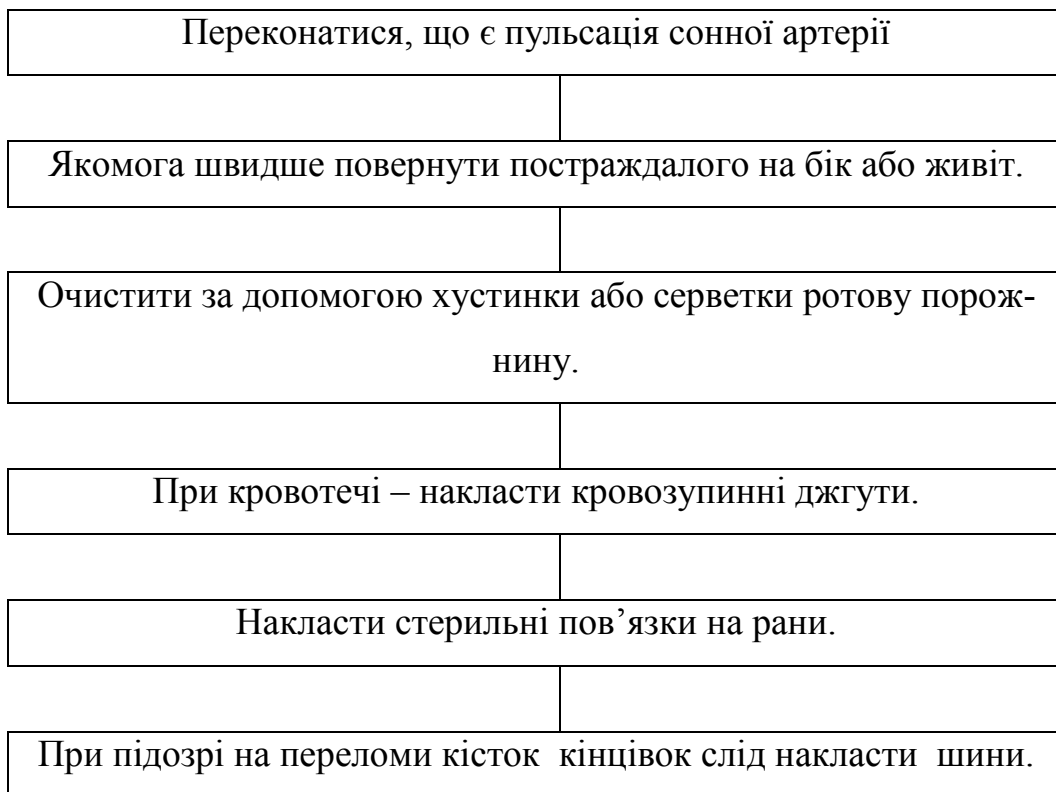 Переконатися, що є пульсація сонної артерії
Якомога швидше повернути постраждалого на бік або живіт.
Очистити за допомогою хустинки або серветки ротову порож-
нину.
При кровотечі – накласти кровозупинні джгути.
Накласти стерильні пов’язки на рани.
При підозрі на переломи кісток кінцівок слід накласти шини.